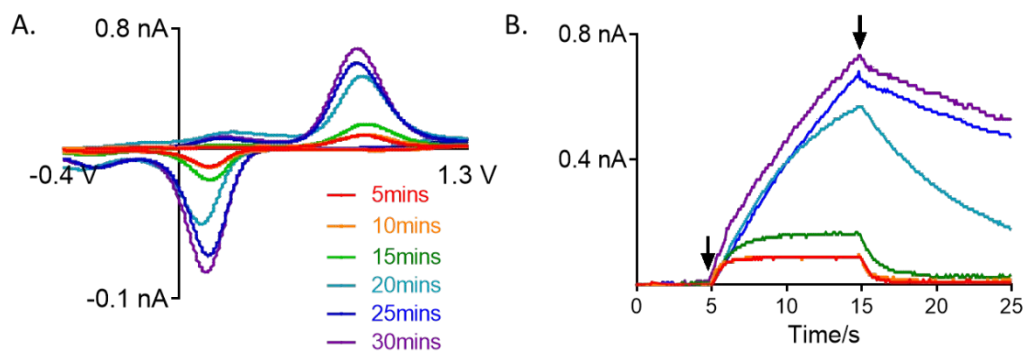 A.
0.8 nA
-0.4 V
1.3 V
-0.1 nA
5mins
10mins
15mins
20mins
25mins
30mins
B.
0.8 nA
0.4 nA
0 5 10 15 20 25
Time/s